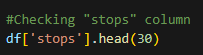 #Checking "stops" column
df['stops'].head(30)